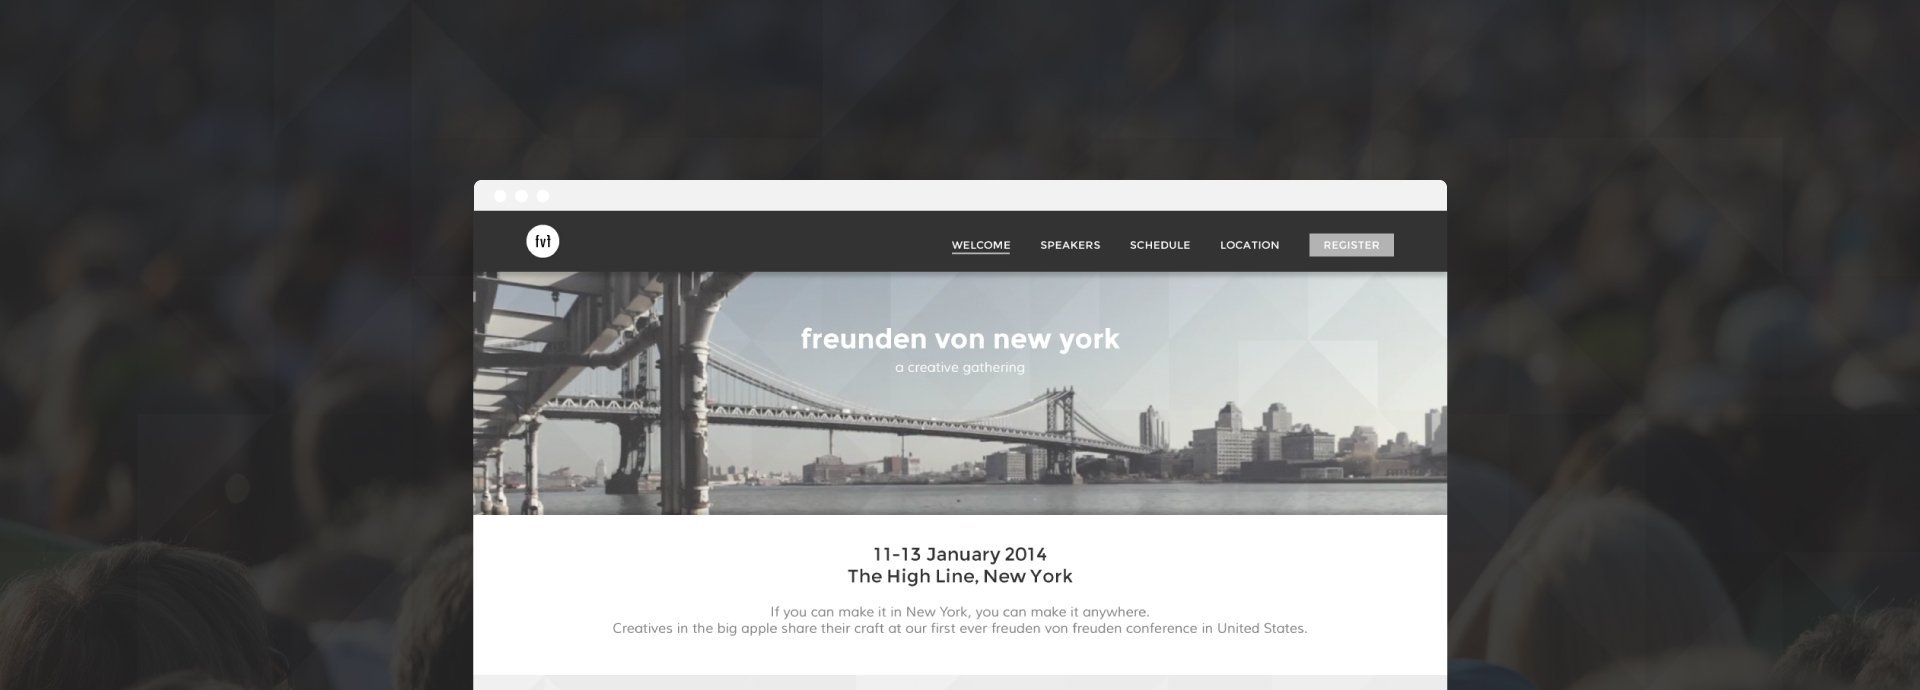 fvf
WELCOME SPEAKERS SCHEDULE LOCATION REGISTER
freunden von new york
a creative gathering
11-13 January 2014
The High Line, New York
If you can make it in New York, you can make it anywhere.
Creatives in the big apple share their craft at our first ever freuden von freuden conference in United States.